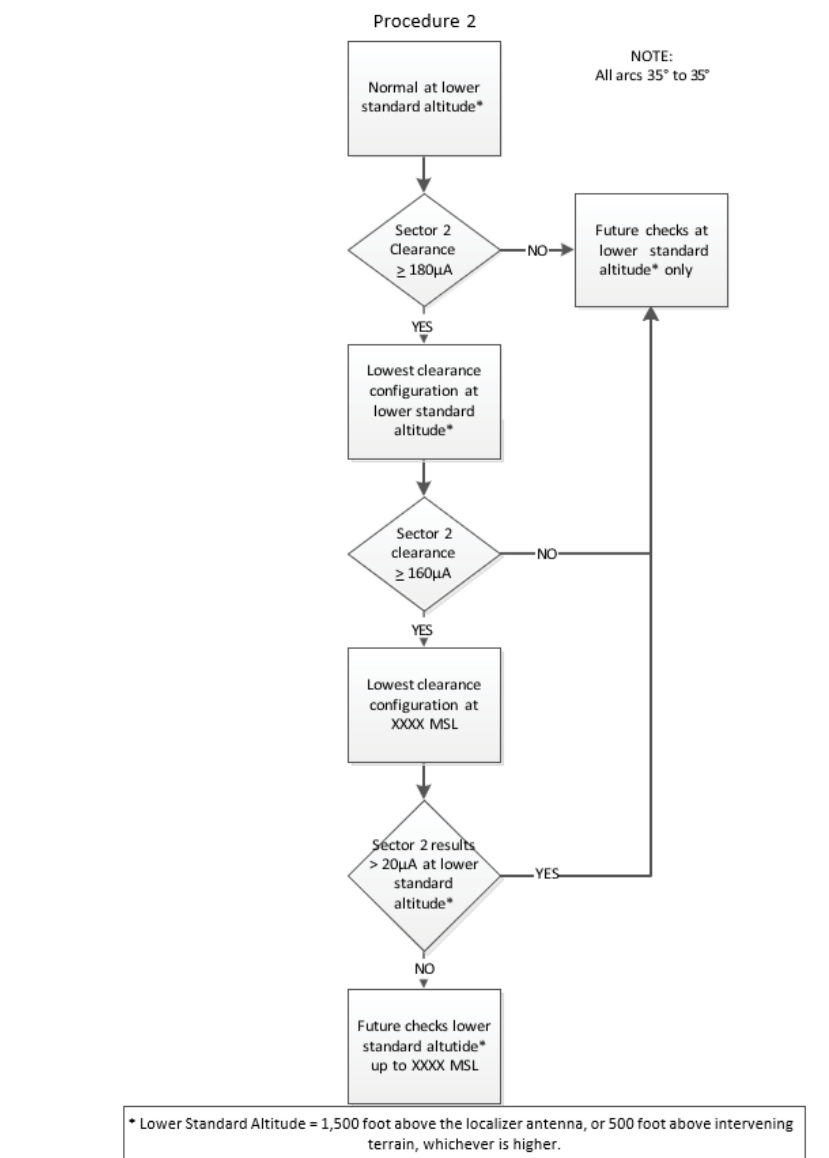 Procedure 2
NOTE:
All arcs 35° to 35°
Normal at lower
standard altitude*
Sector 2
Clearance
≥ 180µA
NO
Future checks at
lower standard
altitude* only
YES
Lowest clearance
configuration at
lower standard
altitude*
Sector 2
clearance
≥ 160µA
NO
YES
Lowest clearance
configuration at
XXXX MSL
Sector 2 results
> 20µA at lower
standard
altitude*
YES
NO
Future checks lower
standard altutide*
up to XXXX MSL
* Lower Standard Altitude = 1,500 foot above the localizer antenna, or 500 foot above intervening
terrain, whichever is higher.